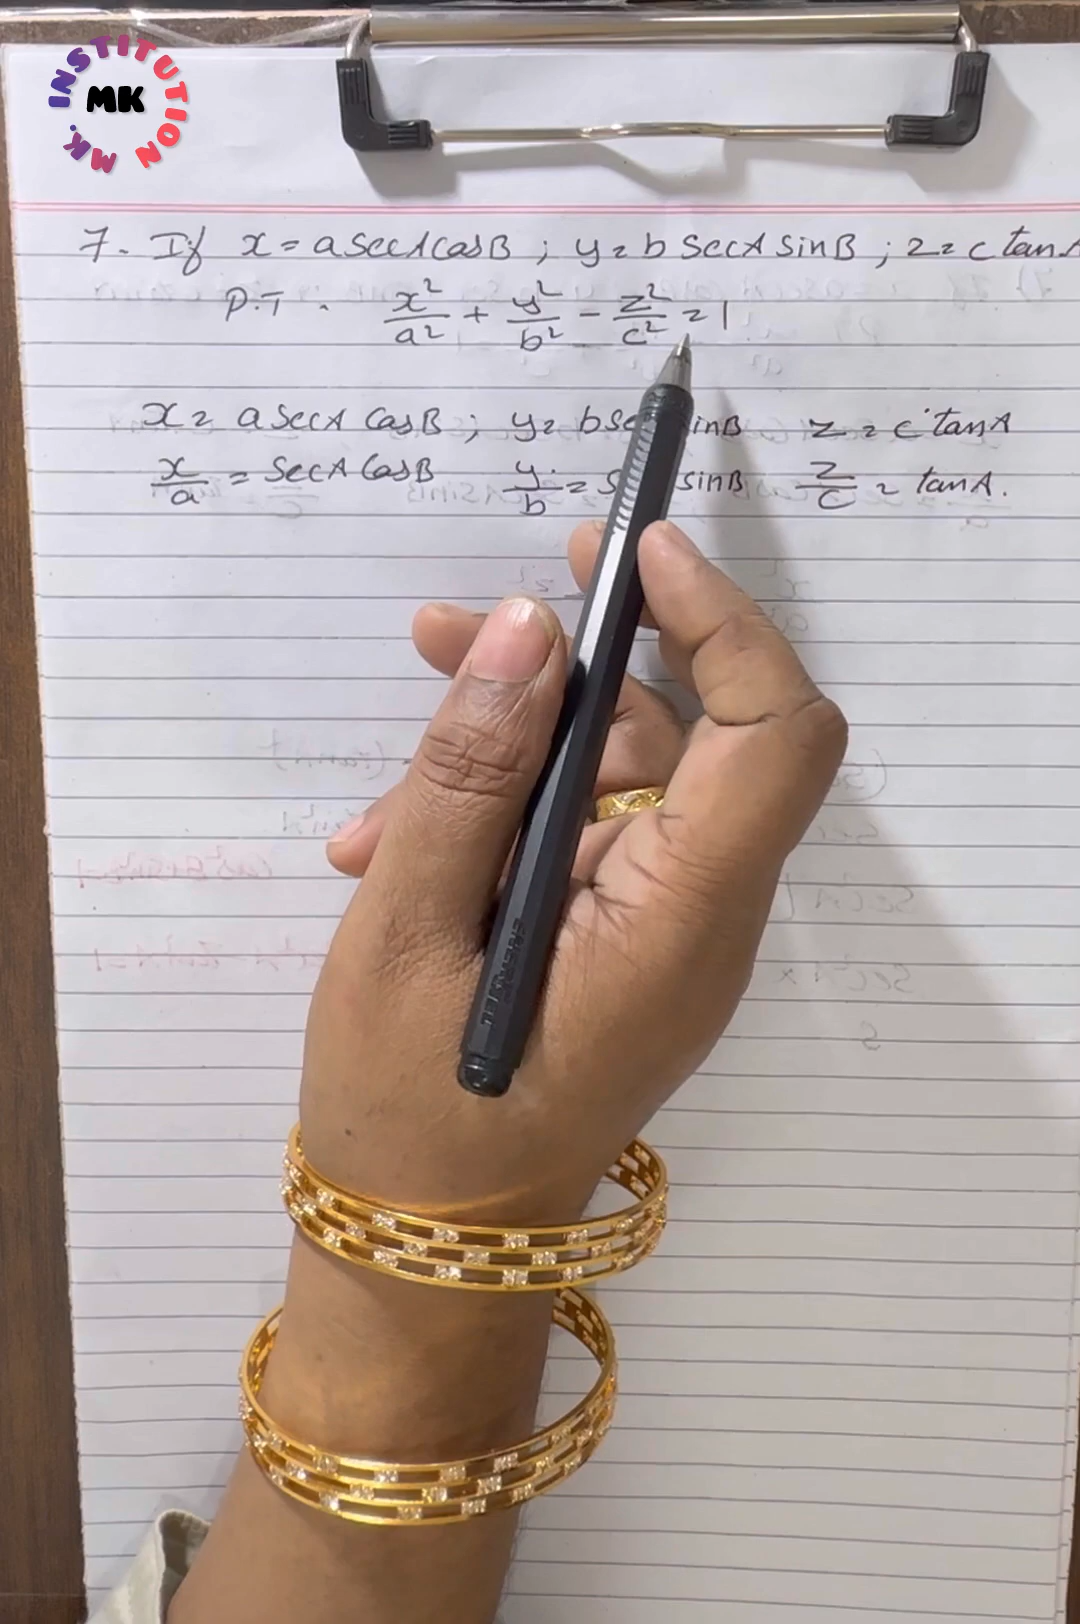 MK. INSTITUTION
MK
7. If x = a SecA CosB ; y = b SecA SinB ; z = c tanA
P.T. x²/a² + y²/b² - z²/c² = 1
x = a SecA CosB ; y = b Se inB z = c tanA
x/a = SecA CosB y/b = S sinB z/c = tanA.